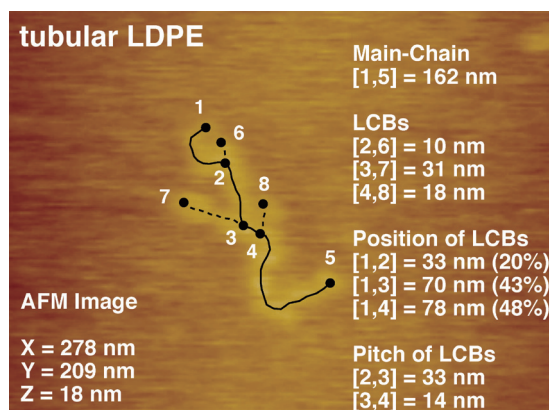 tubular LDPE
Main-Chain
[1,5] = 162 nm
1
6
LCBs
[2,6] = 10 nm
[3,7] = 31 nm
[4,8] = 18 nm
2
7
8
3
4
5
Position of LCBs
[1,2] = 33 nm (20%)
[1,3] = 70 nm (43%)
[1,4] = 78 nm (48%)
AFM Image
X = 278 nm
Y = 209 nm
Z = 18 nm
Pitch of LCBs
[2,3] = 33 nm
[3,4] = 14 nm